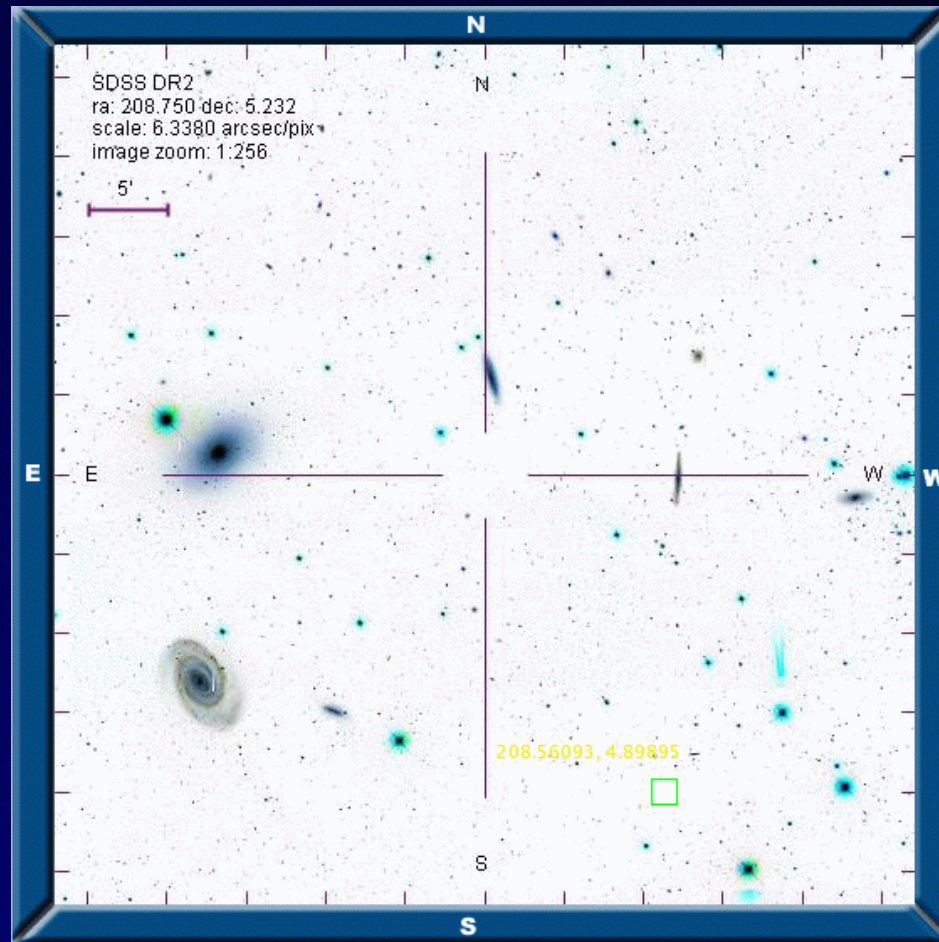 N
SDSS DR2
ra: 208.750 dec: 5.232
scale: 6.3380 arcsec/pix
image zoom: 1:256
N
5'
E
E
W
W
208.56093, 4.89895
S
S